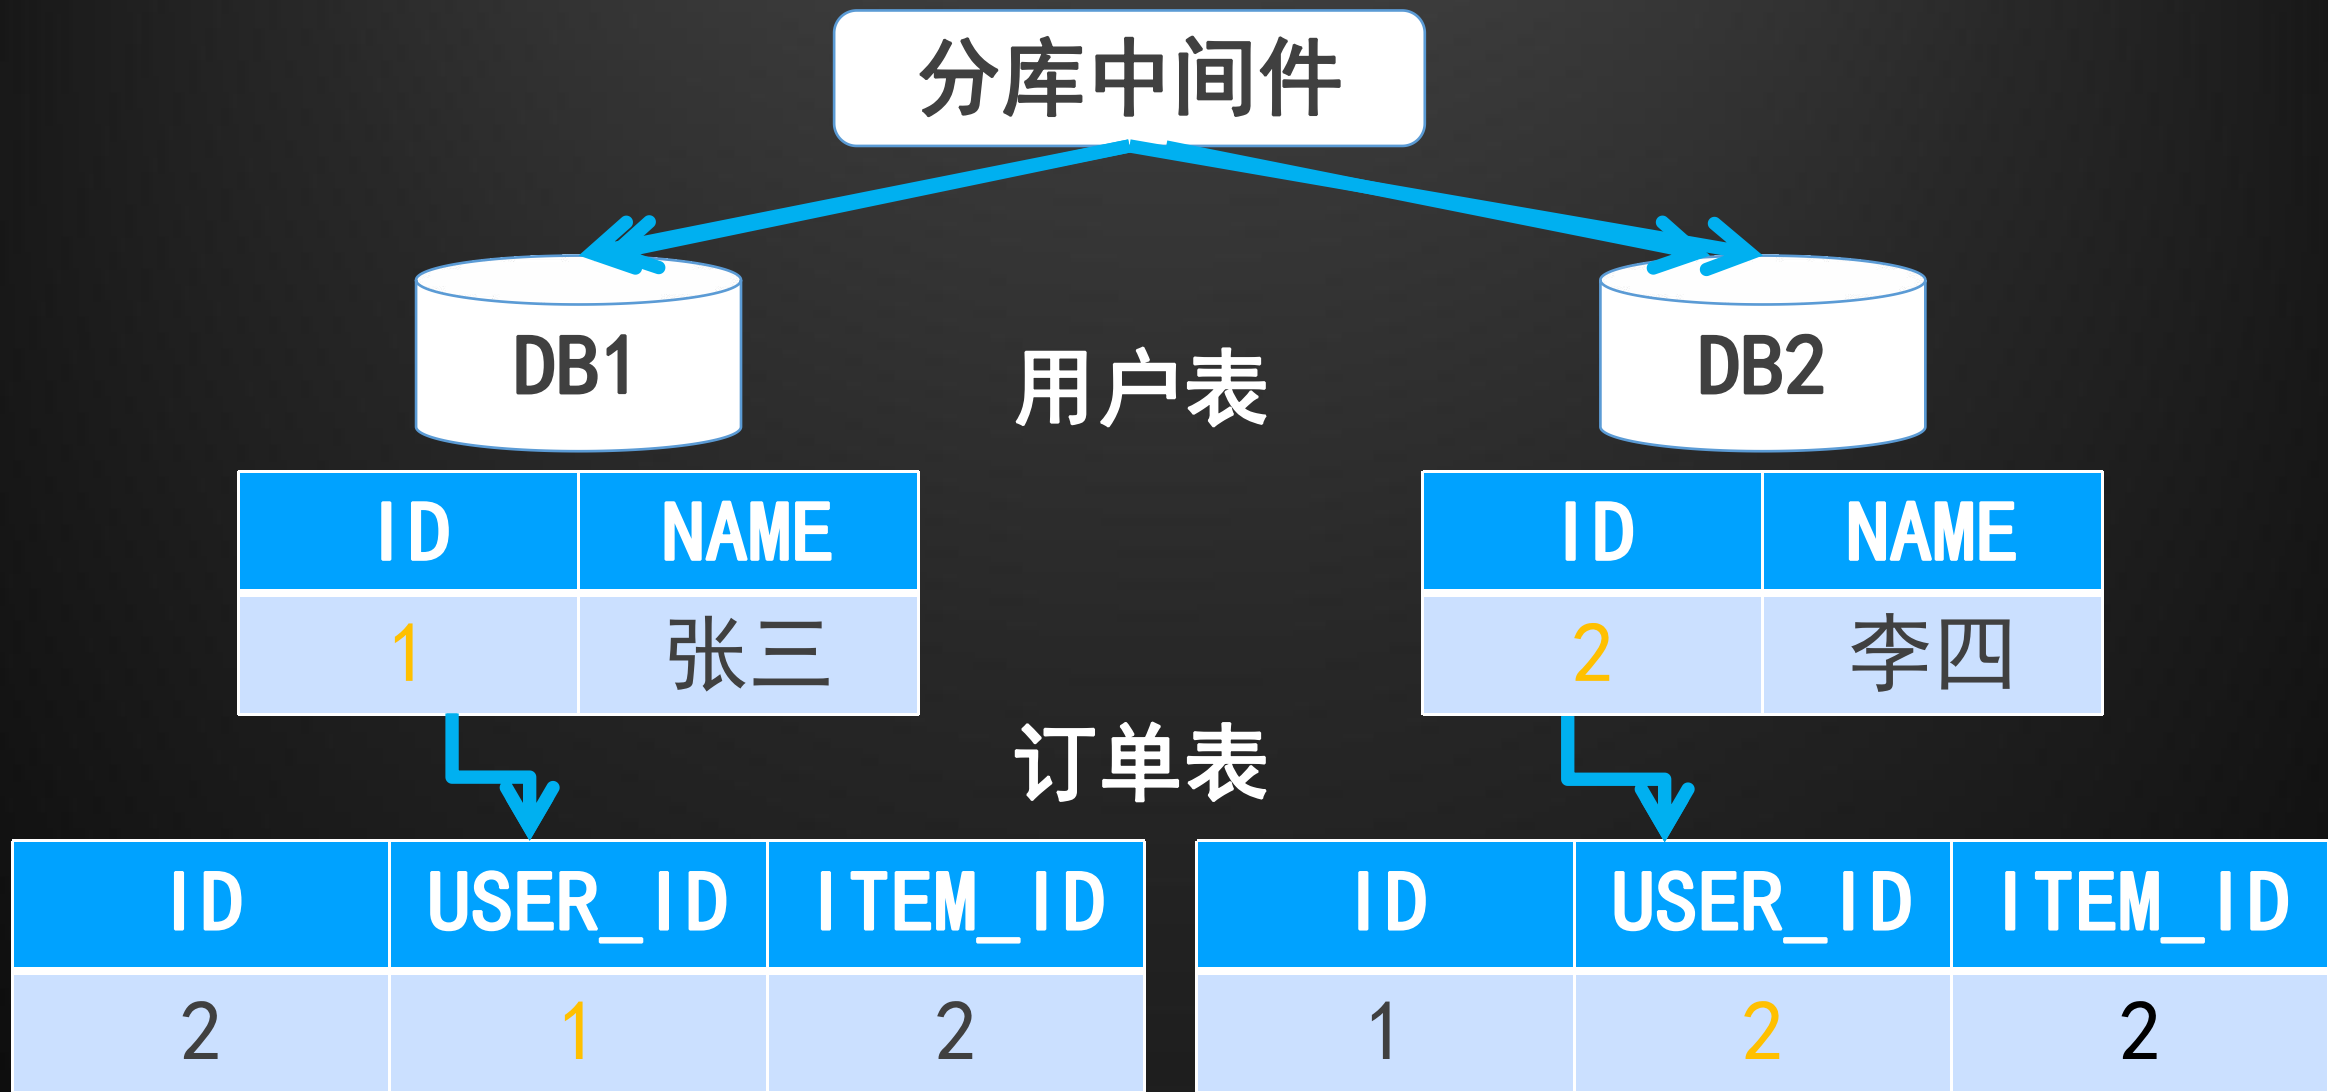 分库中间件
DB1
DB2
用户表
ID NAME
1 张三
ID NAME
2 李四
订单表
ID USER_ID ITEM_ID
2 1 2
ID USER_ID ITEM_ID
1 2 2